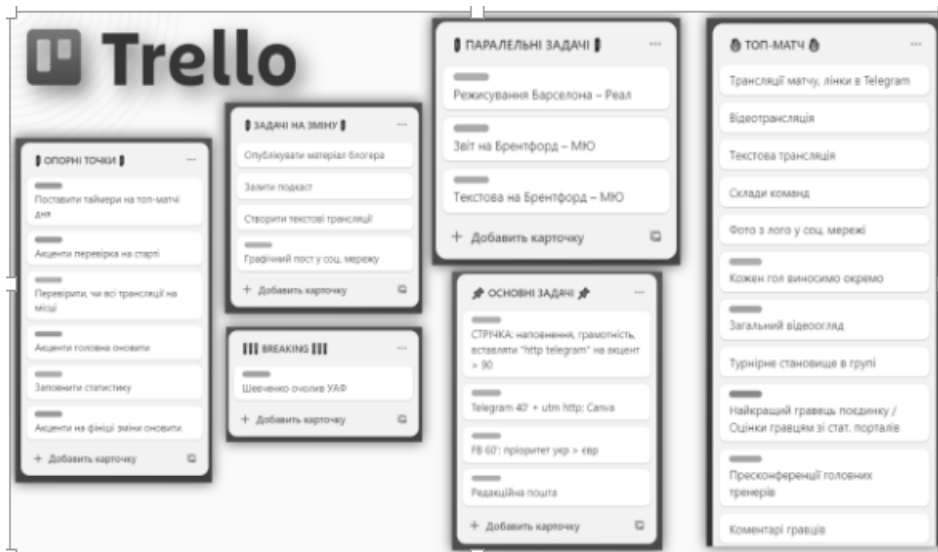 Trello
ОПОРНІ ТОЧКИ
Поставити таймери на топ-матчі
дня
Акценти перевірка на старті
Перевірити, чи всі трансляції на
місці
Акценти головна оновити
Заповнити статистику
Акценти на фініші зміни оновити
+ Добавить карточку
ЗАДАЧІ НА ЗМІНУ
Опублікувати матеріал блогера
Залити подкаст
Створити текстові трансляції
Графічний пост у соц. мережу
+ Добавить карточку
BREAKING
Шевченко очолив УАФ
+ Добавить карточку
ПАРАЛЕЛЬНІ ЗАДАЧІ
Режисування Барселона – Реал
Звіт на Брентфорд – МЮ
Текстова на Брентфорд – МЮ
+ Добавить карточку
ОСНОВНІ ЗАДАЧІ
СТРІЧКА: наповнення, грамотність,
вставляти "http telegram" на акцент
> 90
Telegram 40' + utm http; Canva
FB 60': пріоритет укр > євр
Редакційна пошта
+ Добавить карточку
ТОП-МАТЧ
Трансляції матчу, лінки в Telegram
Відеотрансляція
Текстова трансляція
Склади команд
Фото з лого у соц. мережі
Кожен гол виносимо окремо
Загальний відеоогляд
Турнірне становище в групі
Найкращий гравець поєдинку /
Оцінки гравцям зі стат. порталів
Пресконференції головних
тренерів
Коментарі гравців